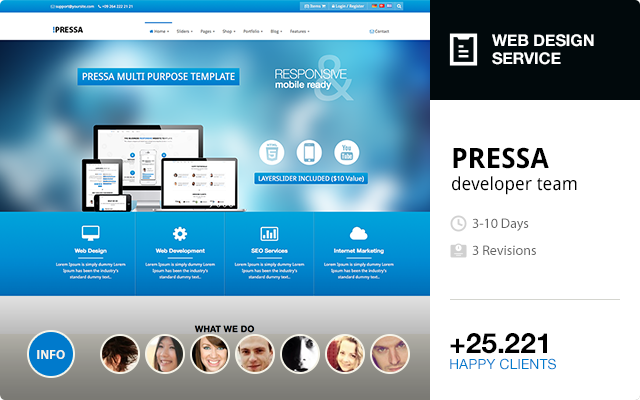 support@yoursite.com +09 264 222 21 21 Demo Login / Register
PRESSA
Home Sliders Pages Shop Portfolio Blog Features Contact
PRESSA MULTI PURPOSE TEMPLATE
&
RESPONSIVE
mobile ready
HTML
You
Tube
LAYERSLIDER INCLUDED ($10 Value)
Web Design Web Development SEO Services Internet Marketing
Lorem Ipsum is simply dummy Lorem Lorem Ipsum is simply dummy Lorem Lorem Ipsum is simply dummy Lorem Lorem Ipsum is simply dummy Lorem
Ipsum has been the industry's Ipsum has been the industry's Ipsum has been the industry's Ipsum has been the industry's
standard dummy text.. standard dummy text.. standard dummy text.. standard dummy text..
WHAT WE DO
INFO
WEB DESIGN
SERVICE
PRESSA
developer team
3-10 Days
3 Revisions
+25.221
HAPPY CLIENTS